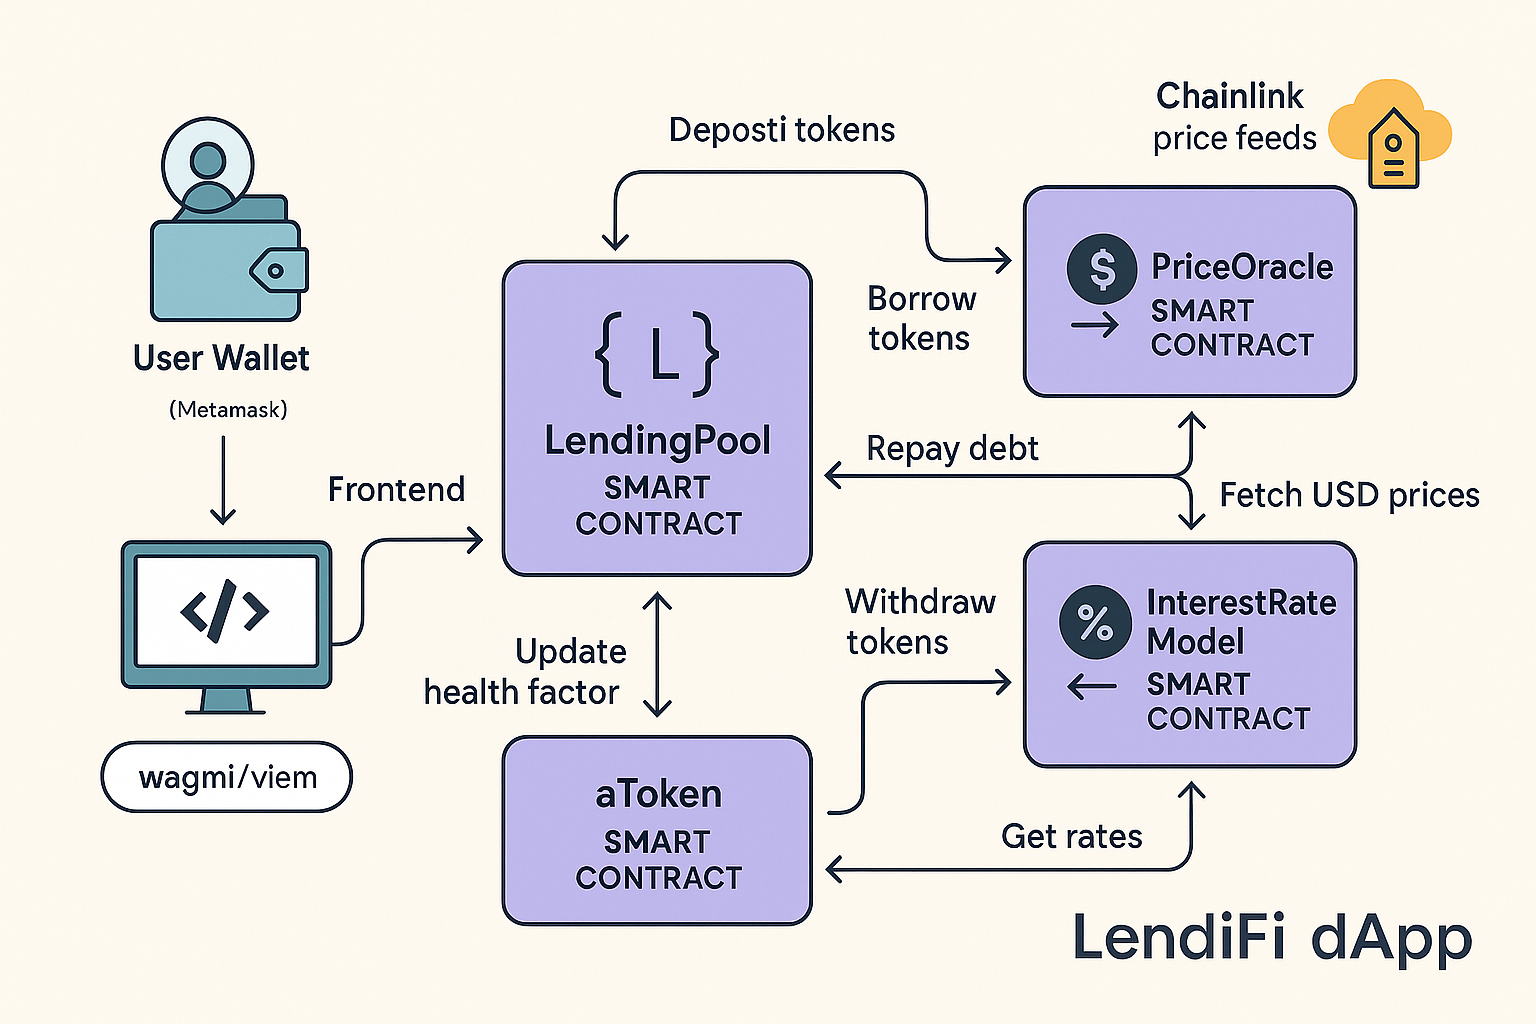 Chainlink
price feeds
Deposti tokens
User Wallet
(Metamask)
Frontend
</>
wagmi/viem
{ L }
LendingPool
SMART
CONTRACT
Borrow
tokens
$
PriceOracle
SMART
CONTRACT
Repay debt
Fetch USD prices
Update
health factor
Withdraw
tokens
%
InterestRate
Model
SMART
CONTRACT
aToken
SMART
CONTRACT
Get rates
LendiFi dApp